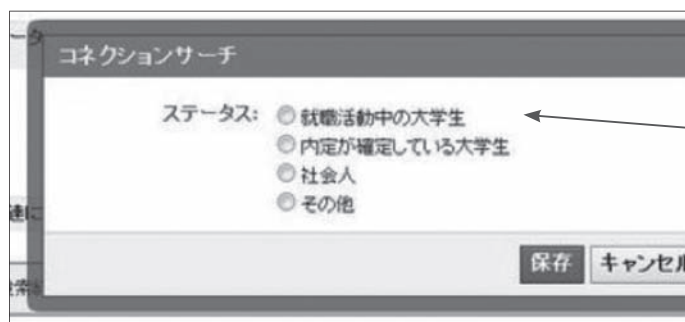 コネクションサーチ
ステータス: 就職活動中の大学生
内定が確定している大学生
社会人
その他
保存 キャンセル